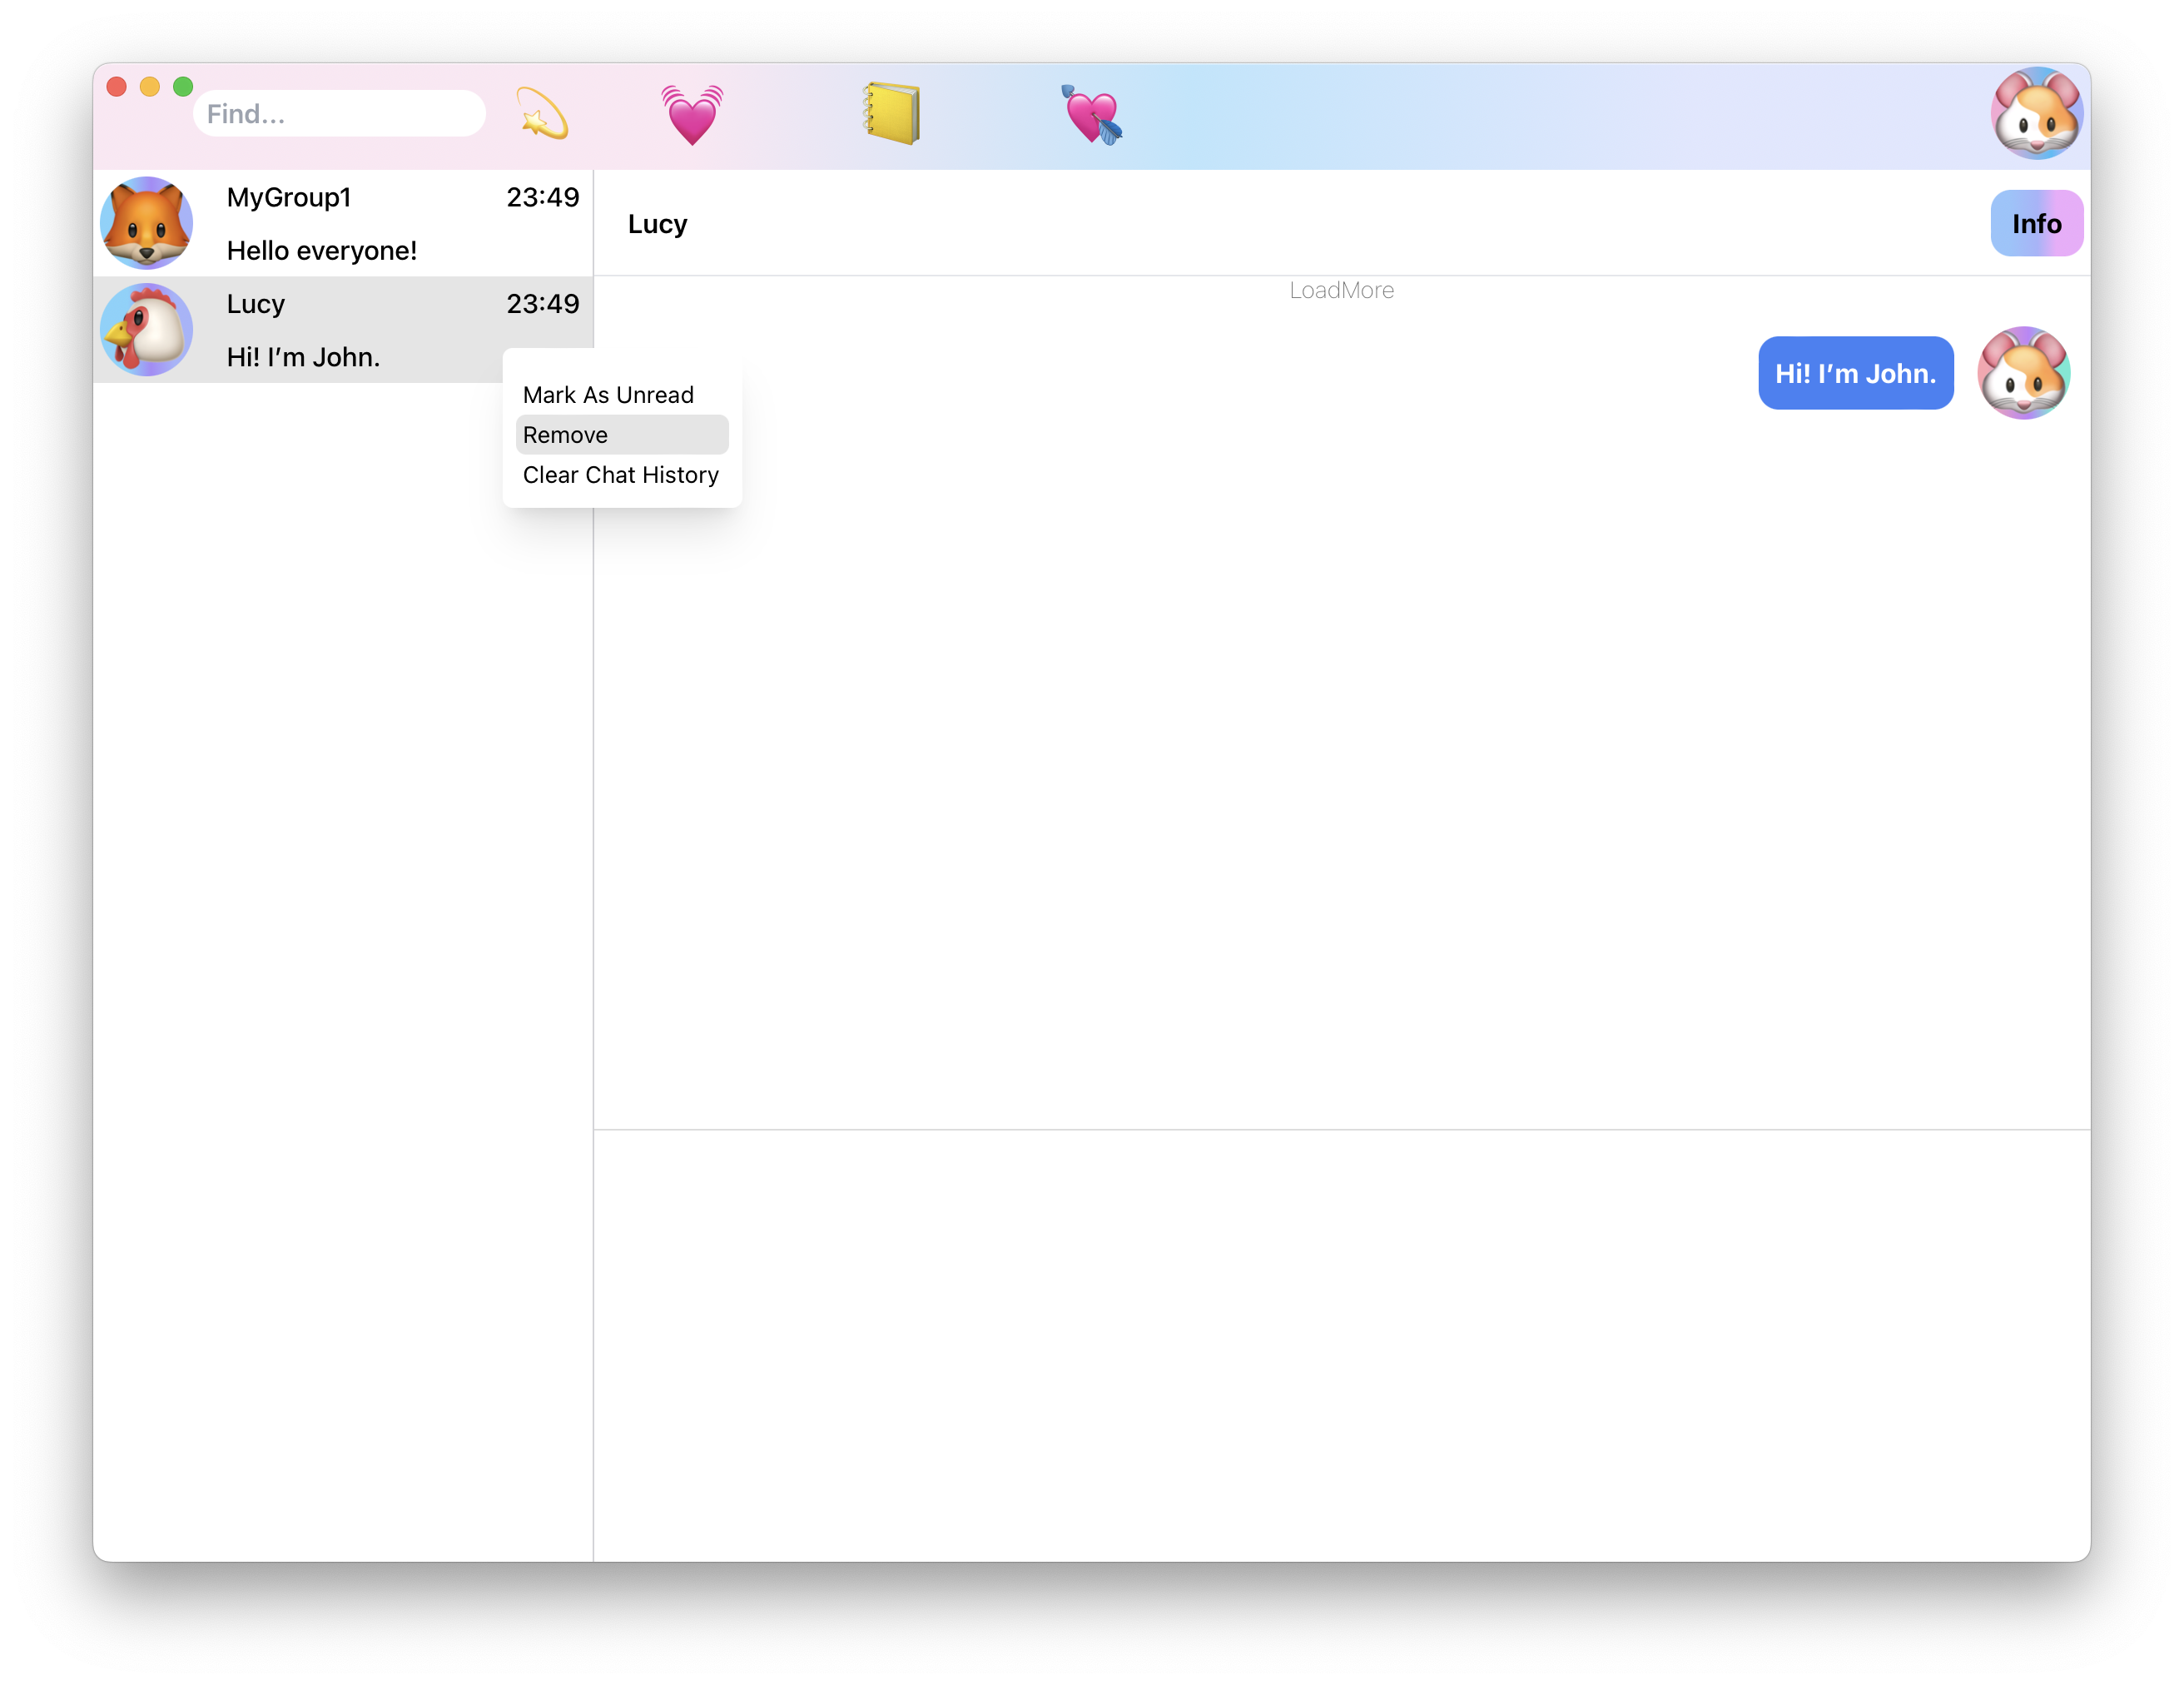 Find...
MyGroup1
23:49
Hello everyone!
Lucy
23:49
Hi! I'm John.
Mark As Unread
Remove
Clear Chat History
Lucy
Info
LoadMore
Hi! I'm John.